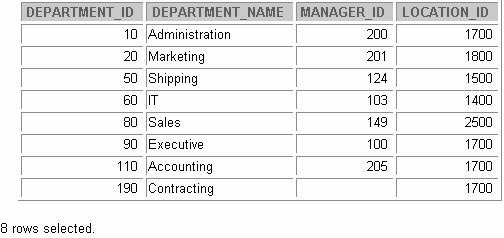 DEPARTMENT_ID DEPARTMENT_NAME MANAGER_ID LOCATION_ID
10 Administration 200 1700
20 Marketing 201 1800
50 Shipping 124 1500
60 IT 103 1400
80 Sales 149 2500
90 Executive 100 1700
110 Accounting 205 1700
190 Contracting 1700
8 rows selected.